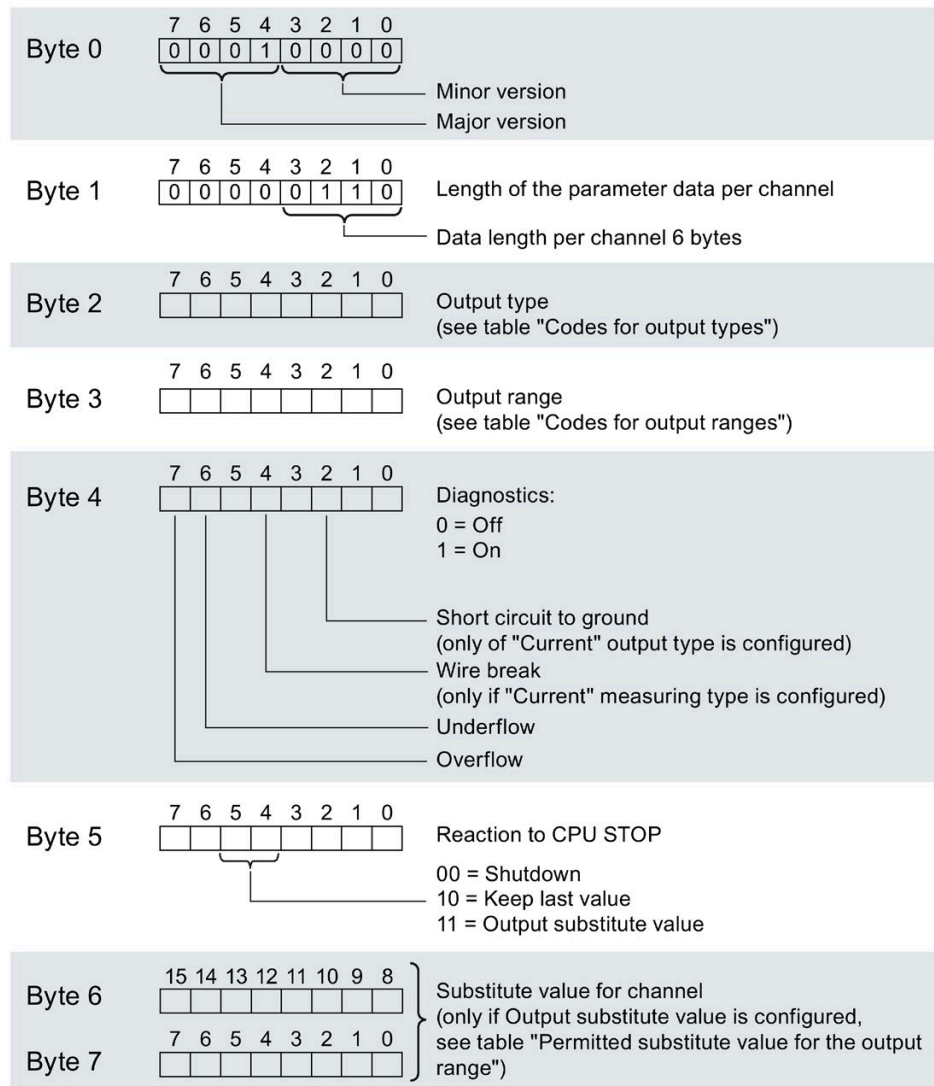 7 6 5 4 3 2 1 0
Byte 0
0 0 0 1 0 0 0 0
Minor version
Major version
7 6 5 4 3 2 1 0
Byte 1
0 0 0 0 0 1 1 0
Length of the parameter data per channel
Data length per channel 6 bytes
7 6 5 4 3 2 1 0
Byte 2
Output type
(see table "Codes for output types")
7 6 5 4 3 2 1 0
Byte 3
Output range
(see table "Codes for output ranges")
7 6 5 4 3 2 1 0
Byte 4
Diagnostics:
0 = Off
1 = On
Short circuit to ground
(only of "Current" output type is configured)
Wire break
(only if "Current" measuring type is configured)
Underflow
Overflow
7 6 5 4 3 2 1 0
Byte 5
Reaction to CPU STOP
00 = Shutdown
10 = Keep last value
11 = Output substitute value
15 14 13 12 11 10 9 8
Byte 6
Substitute value for channel
(only if Output substitute value is configured,
see table "Permitted substitute value for the output
range")
7 6 5 4 3 2 1 0
Byte 7